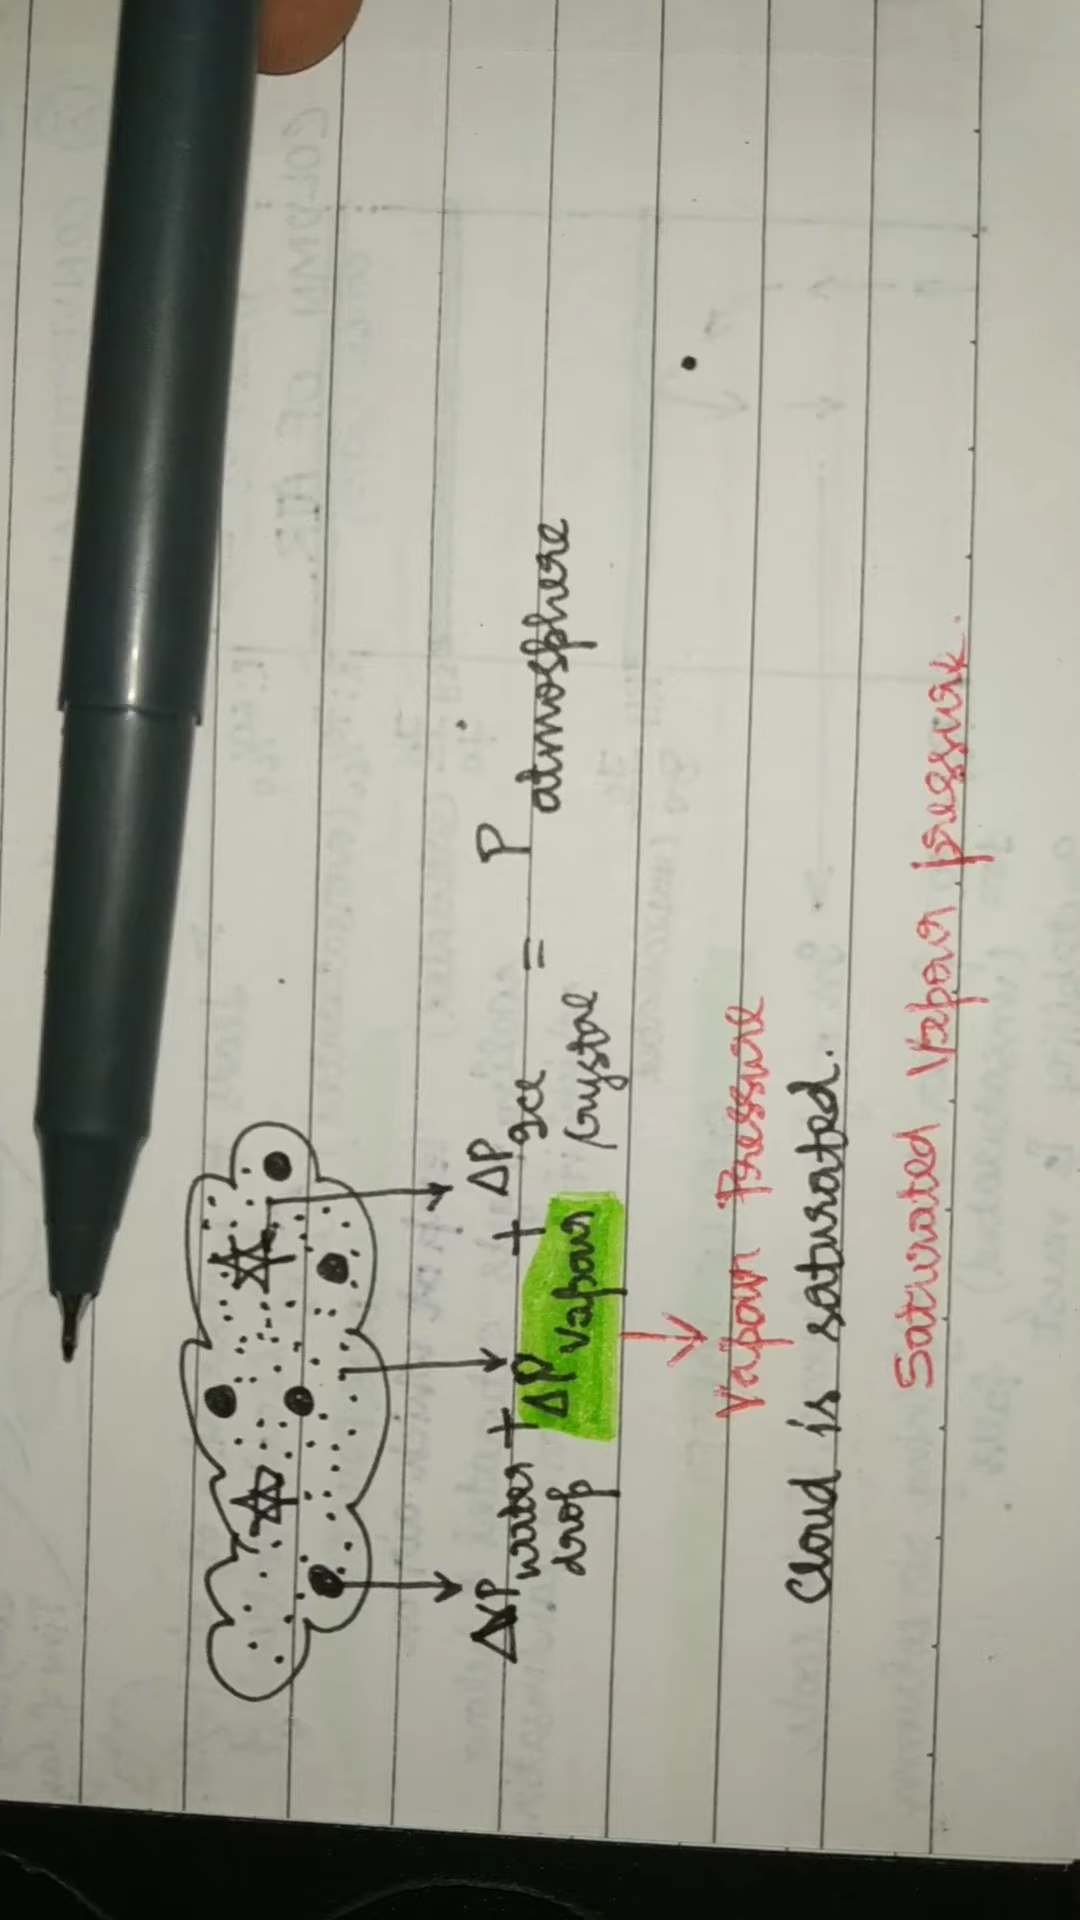 ΔP water drop + ΔP vapour + ΔP ice crystal = P atmosphere
Vapour Pressure
Cloud is saturated.
Saturated Vapour pressure.